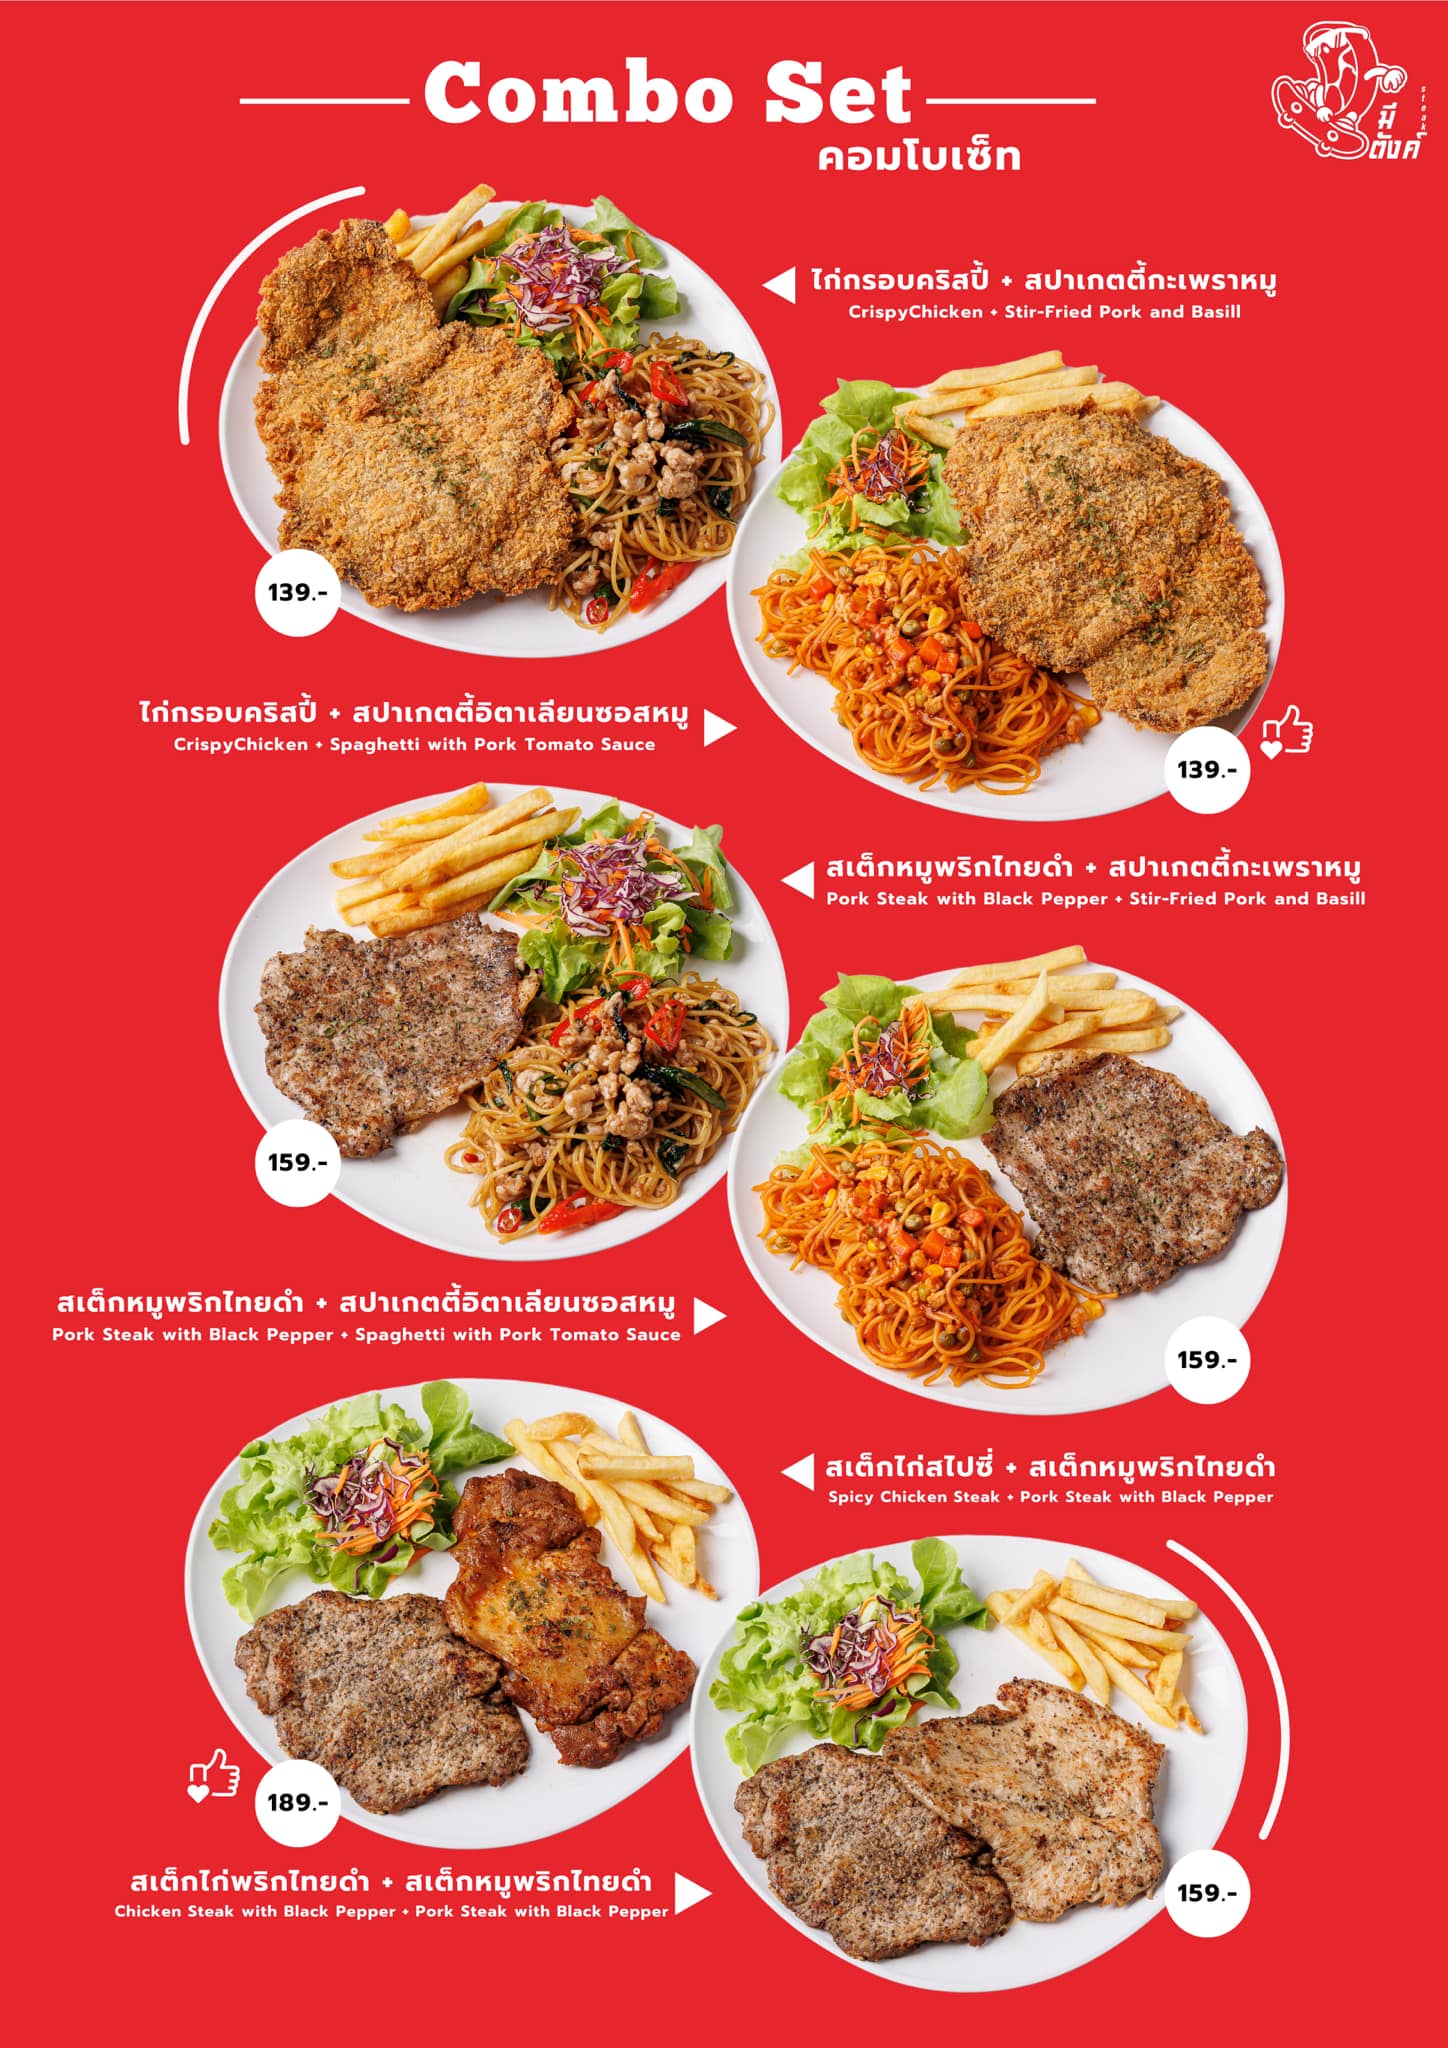 Combo Set
คอมโบเซ็ท
steak
มี
ตังค์
ไก่กรอบคริสปี้ + สปาเกตตี้กะเพราหมู
CrispyChicken + Stir-Fried Pork and Basill
139.-
ไก่กรอบคริสปี้ + สปาเกตตี้อิตาเลียนซอสหมู
CrispyChicken + Spaghetti with Pork Tomato Sauce
139.-
สเต็กหมูพริกไทยดำ + สปาเกตตี้กะเพราหมู
Pork Steak with Black Pepper + Stir-Fried Pork and Basill
159.-
สเต็กหมูพริกไทยดำ + สปาเกตตี้อิตาเลียนซอสหมู
Pork Steak with Black Pepper + Spaghetti with Pork Tomato Sauce
159.-
สเต็กไก่สไปซี่ + สเต็กหมูพริกไทยดำ
Spicy Chicken Steak + Pork Steak with Black Pepper
189.-
สเต็กไก่พริกไทยดำ + สเต็กหมูพริกไทยดำ
Chicken Steak with Black Pepper + Pork Steak with Black Pepper
159.-